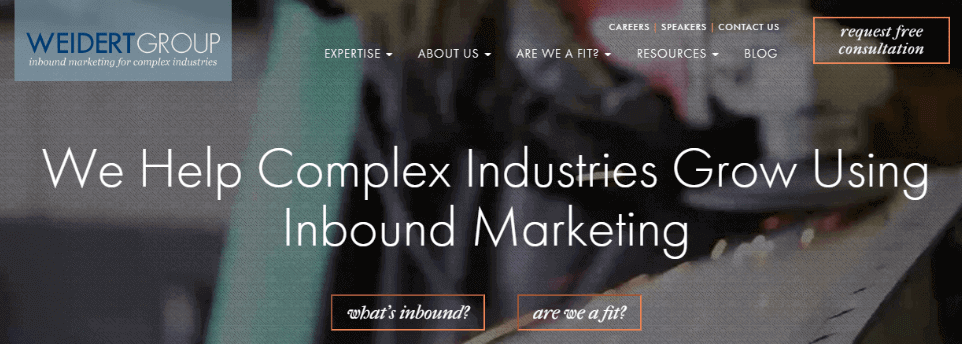 WEIDERTGROUP
inbound marketing for complex industries
CAREERS | SPEAKERS | CONTACT US
EXPERTISE ABOUT US ARE WE A FIT? RESOURCES BLOG
request free
consultation
We Help Complex Industries Grow Using
Inbound Marketing
what's inbound? are we a fit?